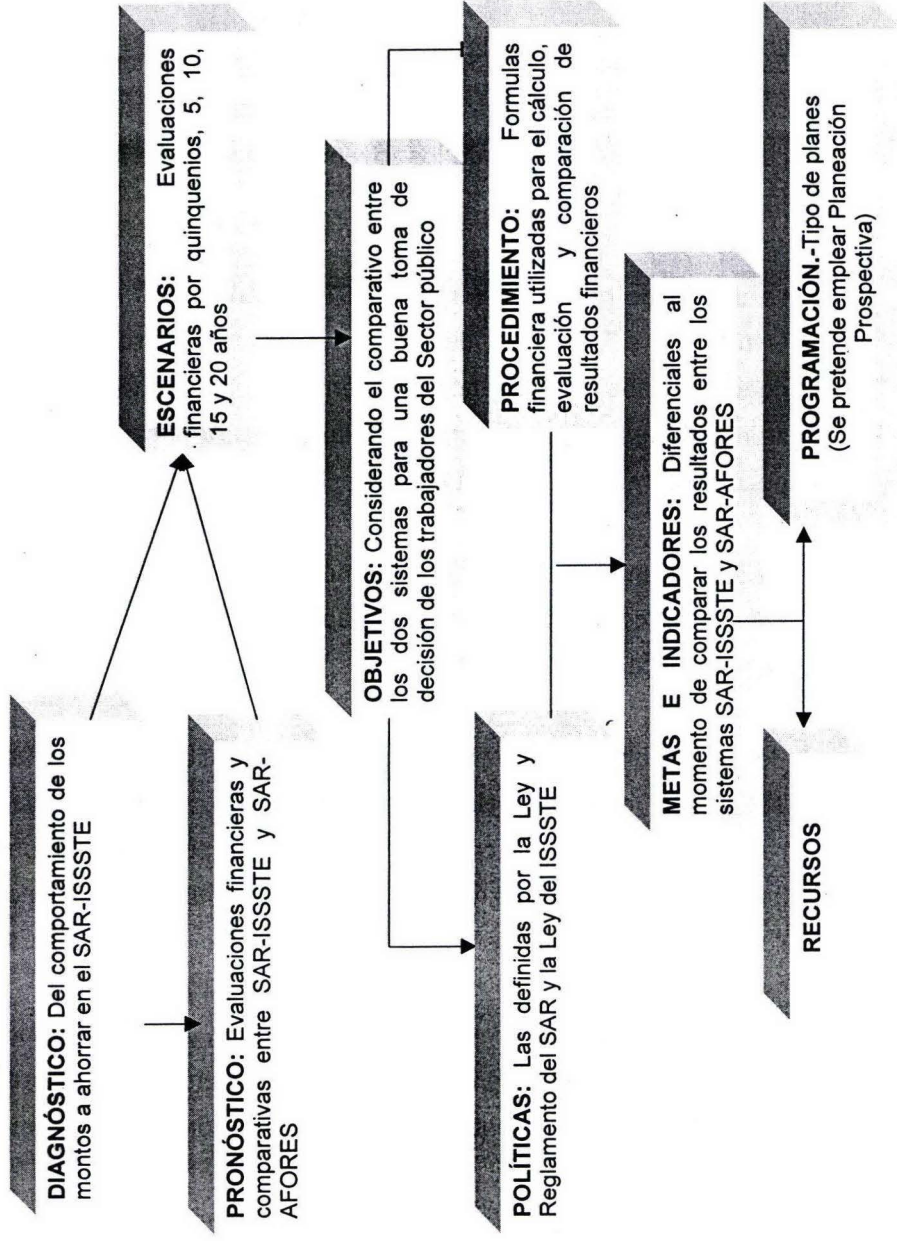 DIAGNÓSTICO: Del comportamiento de los
montos a ahorrar en el SAR-ISSSTE
PRONÓSTICO: Evaluaciones financieras y
comparativas entre SAR-ISSSTE y SAR-
AFORES
ESCENARIOS: Evaluaciones
financieras por quinquenios, 5, 10,
15 y 20 años
OBJETIVOS: Considerando el comparativo entre
los dos sistemas para una buena toma de
decisión de los trabajadores del Sector público
POLÍTICAS: Las definidas por la Ley y
Reglamento del SAR y la Ley del ISSSTE
PROCEDIMIENTO: Formulas
financiera utilizadas para el cálculo,
evaluación y comparación de
resultados financieros
METAS E INDICADORES: Diferenciales al
momento de comparar los resultados entre los
sistemas SAR-ISSSTE y SAR-AFORES
RECURSOS
PROGRAMACIÓN.-Tipo de planes
(Se pretende emplear Planeación
Prospectiva)